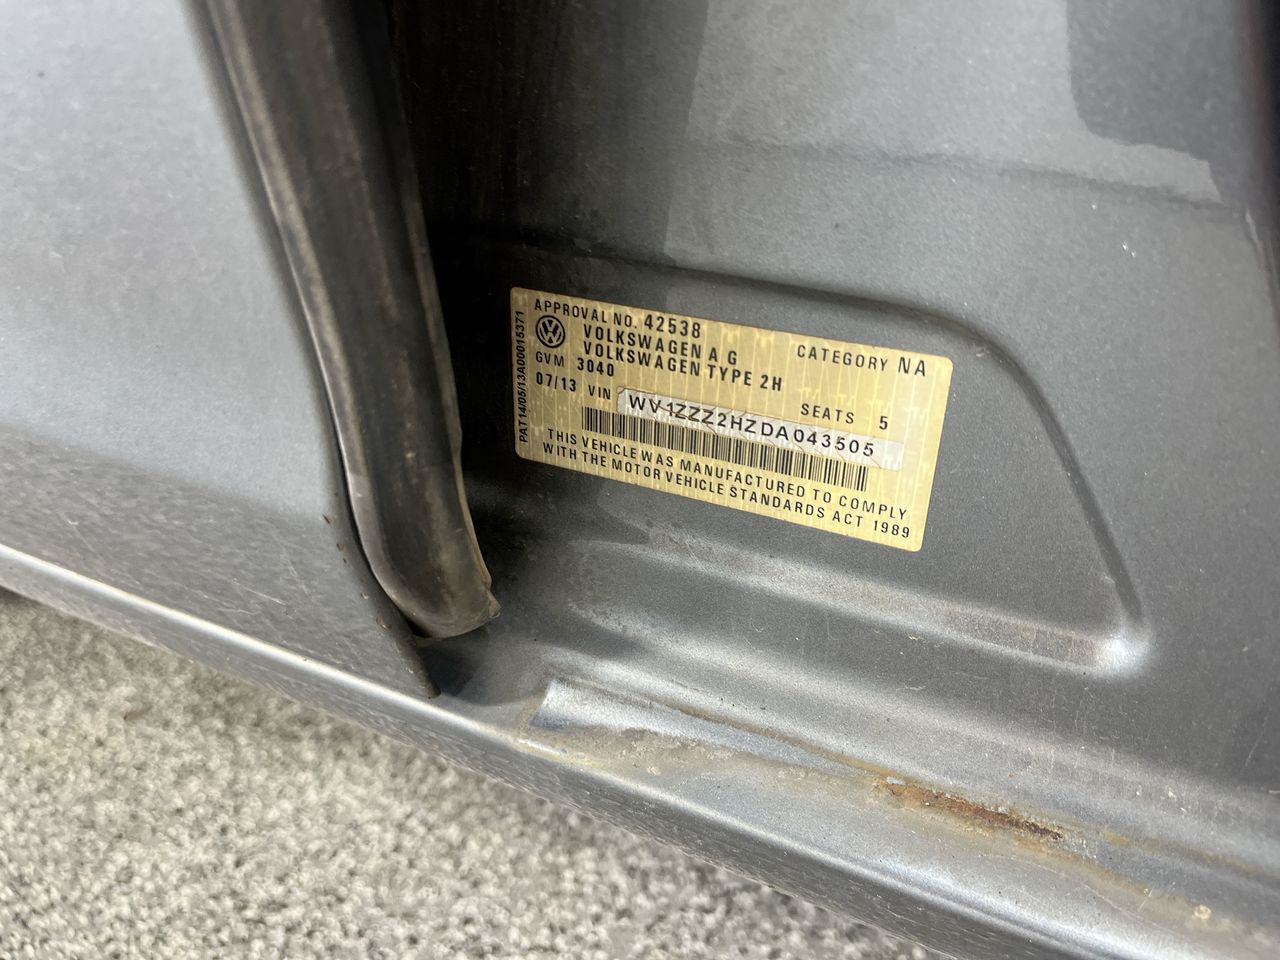 APPROVAL NO. 42538
VOLKSWAGEN AG CATEGORY NA
VOLKSWAGEN TYPE 2H
GVM 3040
07/13 VIN WV1ZZZ2HZDA043505 SEATS 5
THIS VEHICLE WAS MANUFACTURED TO COMPLY
WITH THE MOTOR VEHICLE STANDARDS ACT 1989
PAT14/05/13A00015371